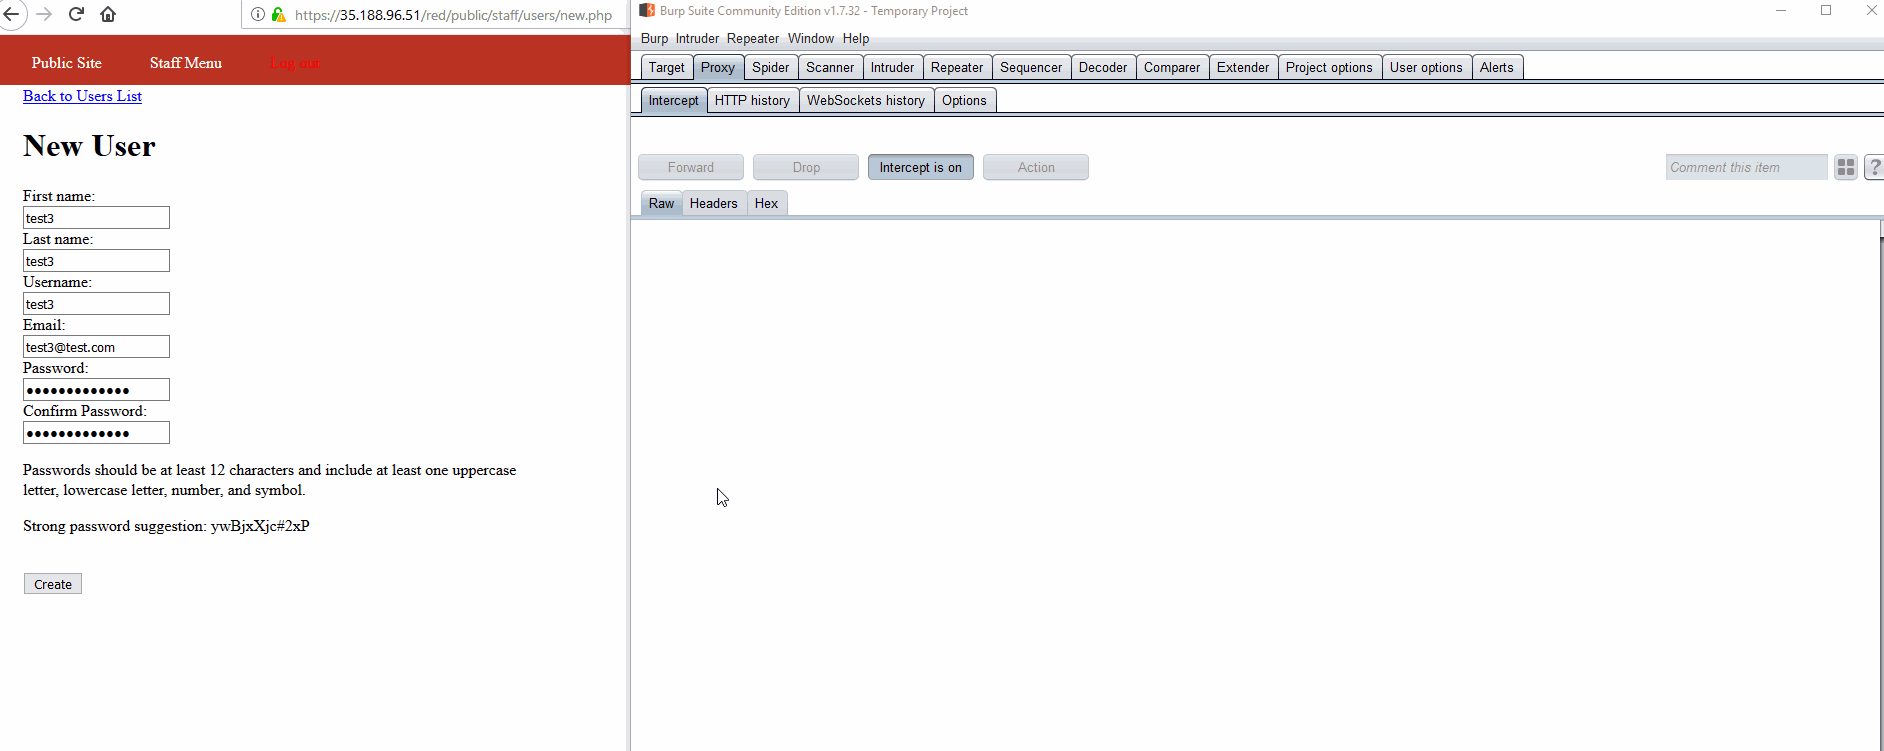 https://35.188.96.51/red/public/staff/users/new.php
Public Site Staff Menu Log out
Back to Users List
New User
First name:
test3
Last name:
test3
Username:
test3
Email:
test3@test.com
Password:
•••••••••••••
Confirm Password:
•••••••••••••
Passwords should be at least 12 characters and include at least one uppercase
letter, lowercase letter, number, and symbol.
Strong password suggestion: ywBjxXjc#2xP
Create
Burp Suite Community Edition v1.7.32 - Temporary Project
Burp Intruder Repeater Window Help
Target Proxy Spider Scanner Intruder Repeater Sequencer Decoder Comparer Extender Project options User options Alerts
Intercept HTTP history WebSockets history Options
Forward Drop Intercept is on Action Comment this item ?
Raw Headers Hex